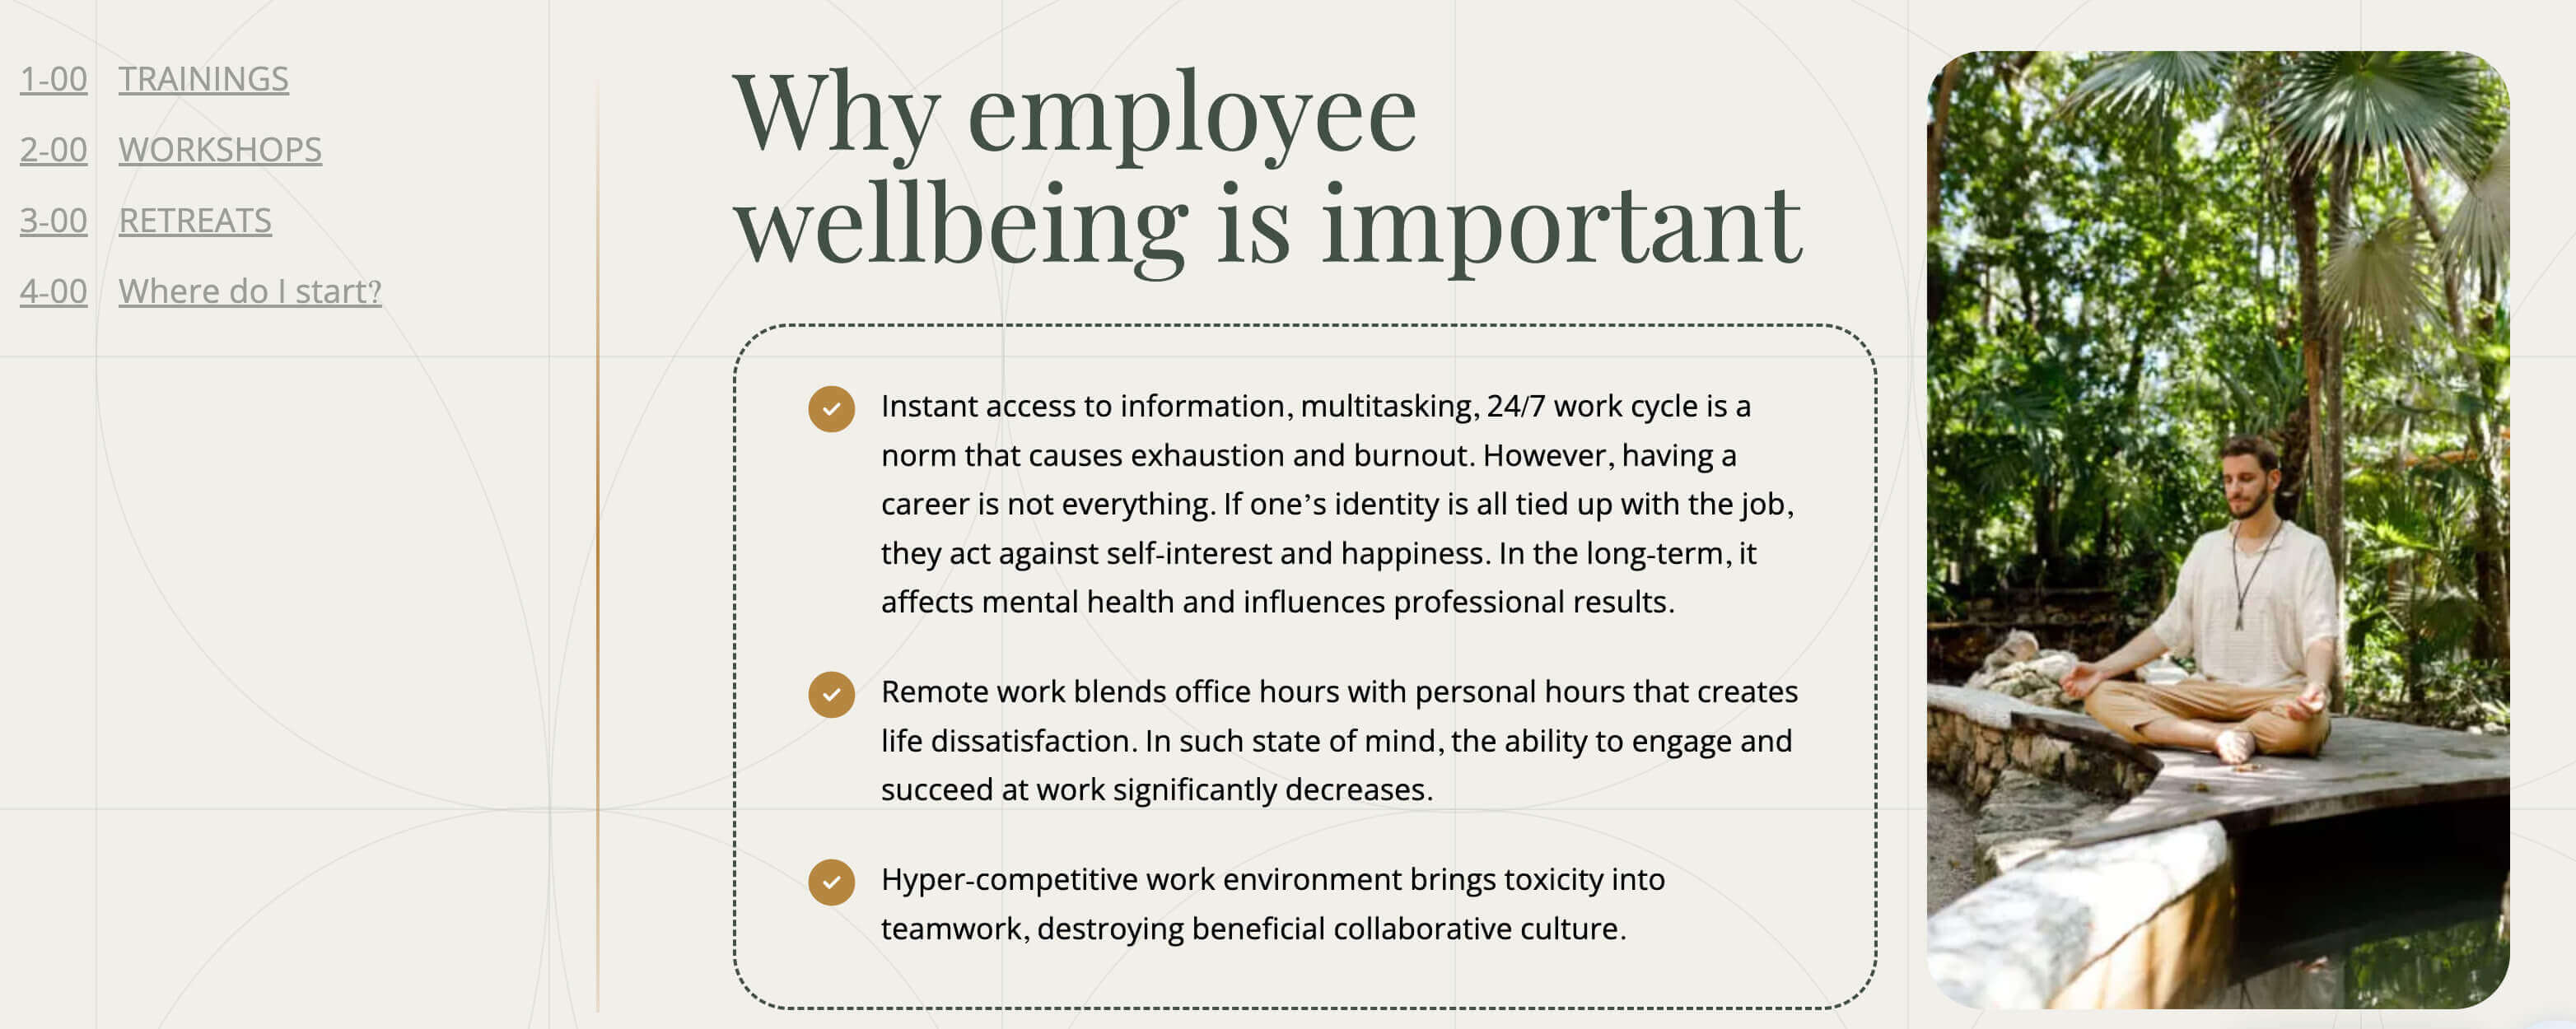 1-00 TRAININGS
2-00 WORKSHOPS
3-00 RETREATS
4-00 Where do I start?
Why employee
wellbeing is important
Instant access to information, multitasking, 24/7 work cycle is a
norm that causes exhaustion and burnout. However, having a
career is not everything. If one’s identity is all tied up with the job,
they act against self-interest and happiness. In the long-term, it
affects mental health and influences professional results.
Remote work blends office hours with personal hours that creates
life dissatisfaction. In such state of mind, the ability to engage and
succeed at work significantly decreases.
Hyper-competitive work environment brings toxicity into
teamwork, destroying beneficial collaborative culture.